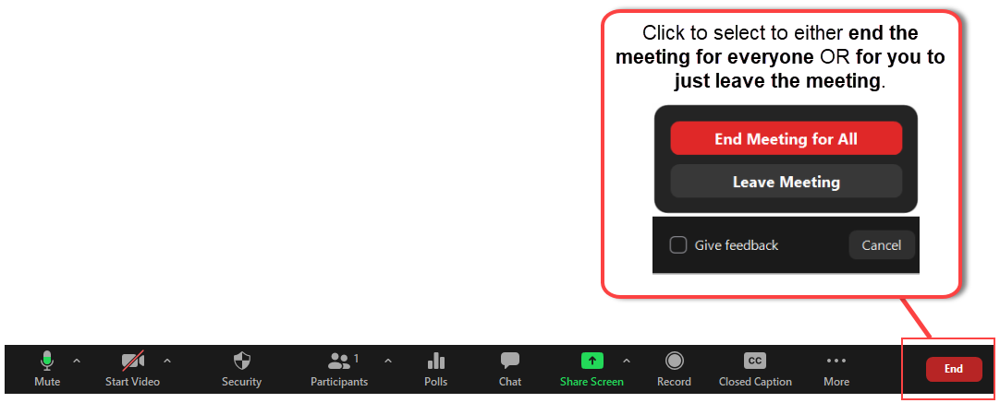 Click to select to either end the
meeting for everyone OR for you to
just leave the meeting.
End Meeting for All
Leave Meeting
Give feedback
Cancel
1
Mute
Start Video
Security
Participants
Polls
Chat
Share Screen
Record
CC
Closed Caption
More
End